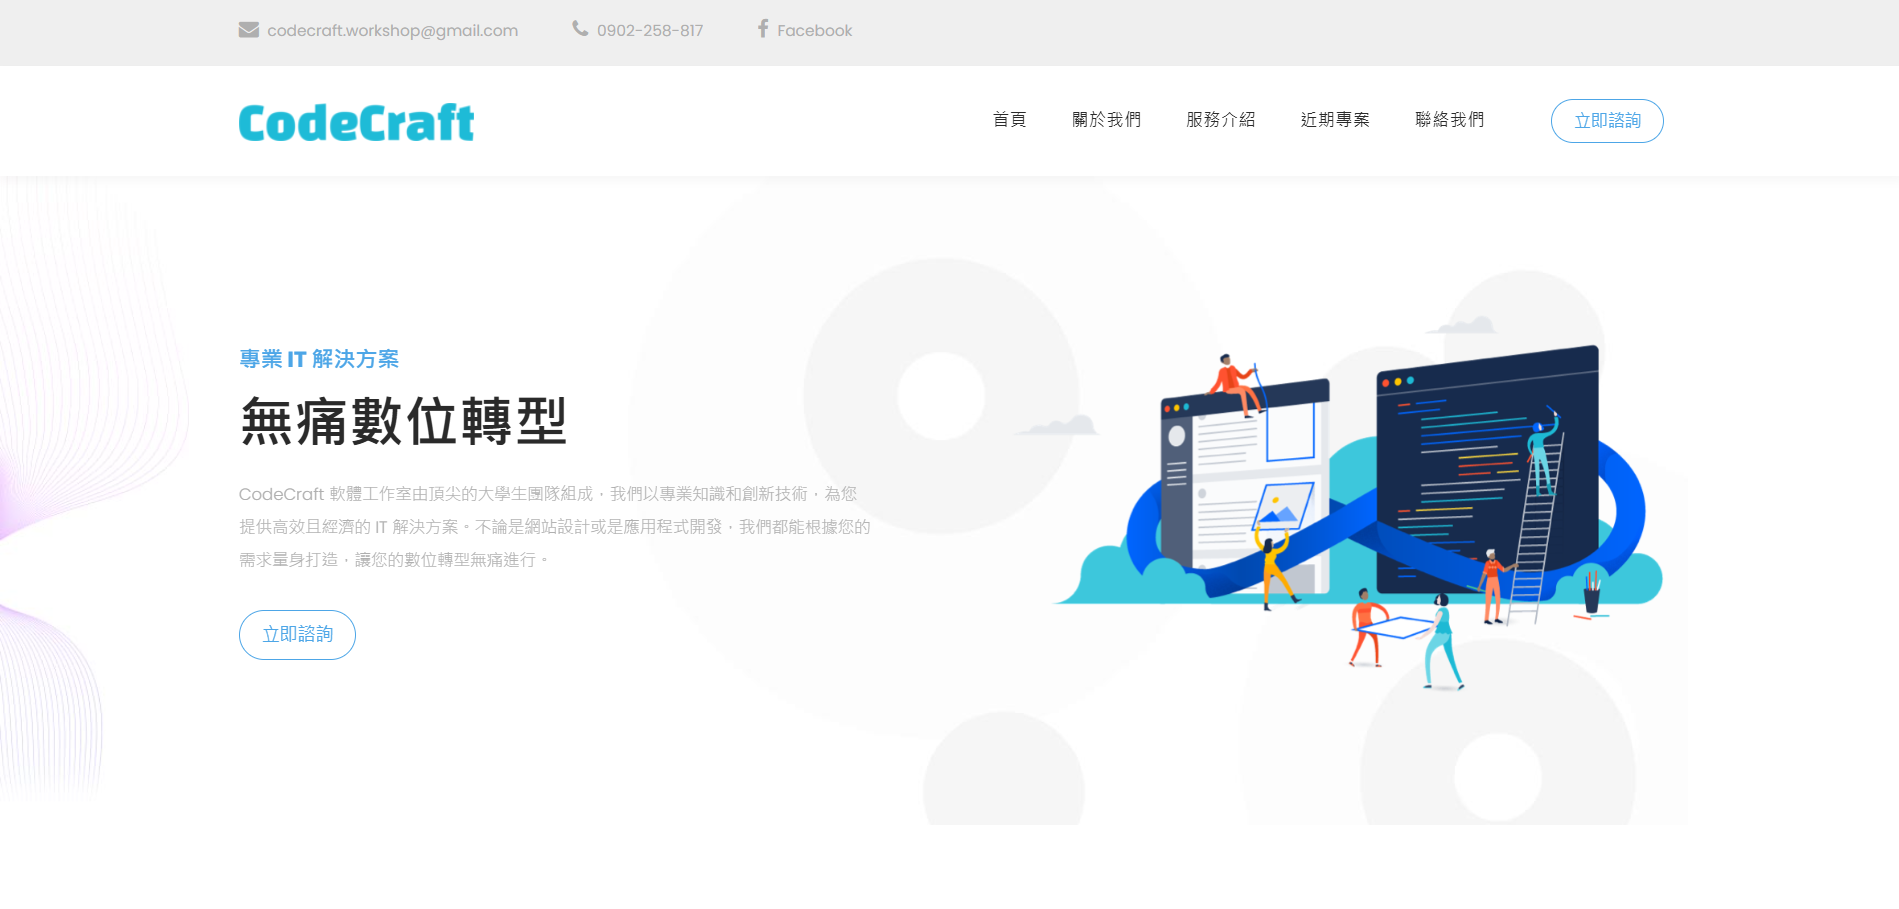 codecraft.workshop@gmail.com 0902-258-817 Facebook
CodeCraft 首頁 關於我們 服務介紹 近期專案 聯絡我們 立即諮詢
專業 IT 解決方案
無痛數位轉型
CodeCraft 軟體工作室由頂尖的大學生團隊組成，我們以專業知識和創新技術，為您
提供高效且經濟的 IT 解決方案。不論是網站設計或是應用程式開發，我們都能根據您的
需求量身打造，讓您的數位轉型無痛進行。
立即諮詢